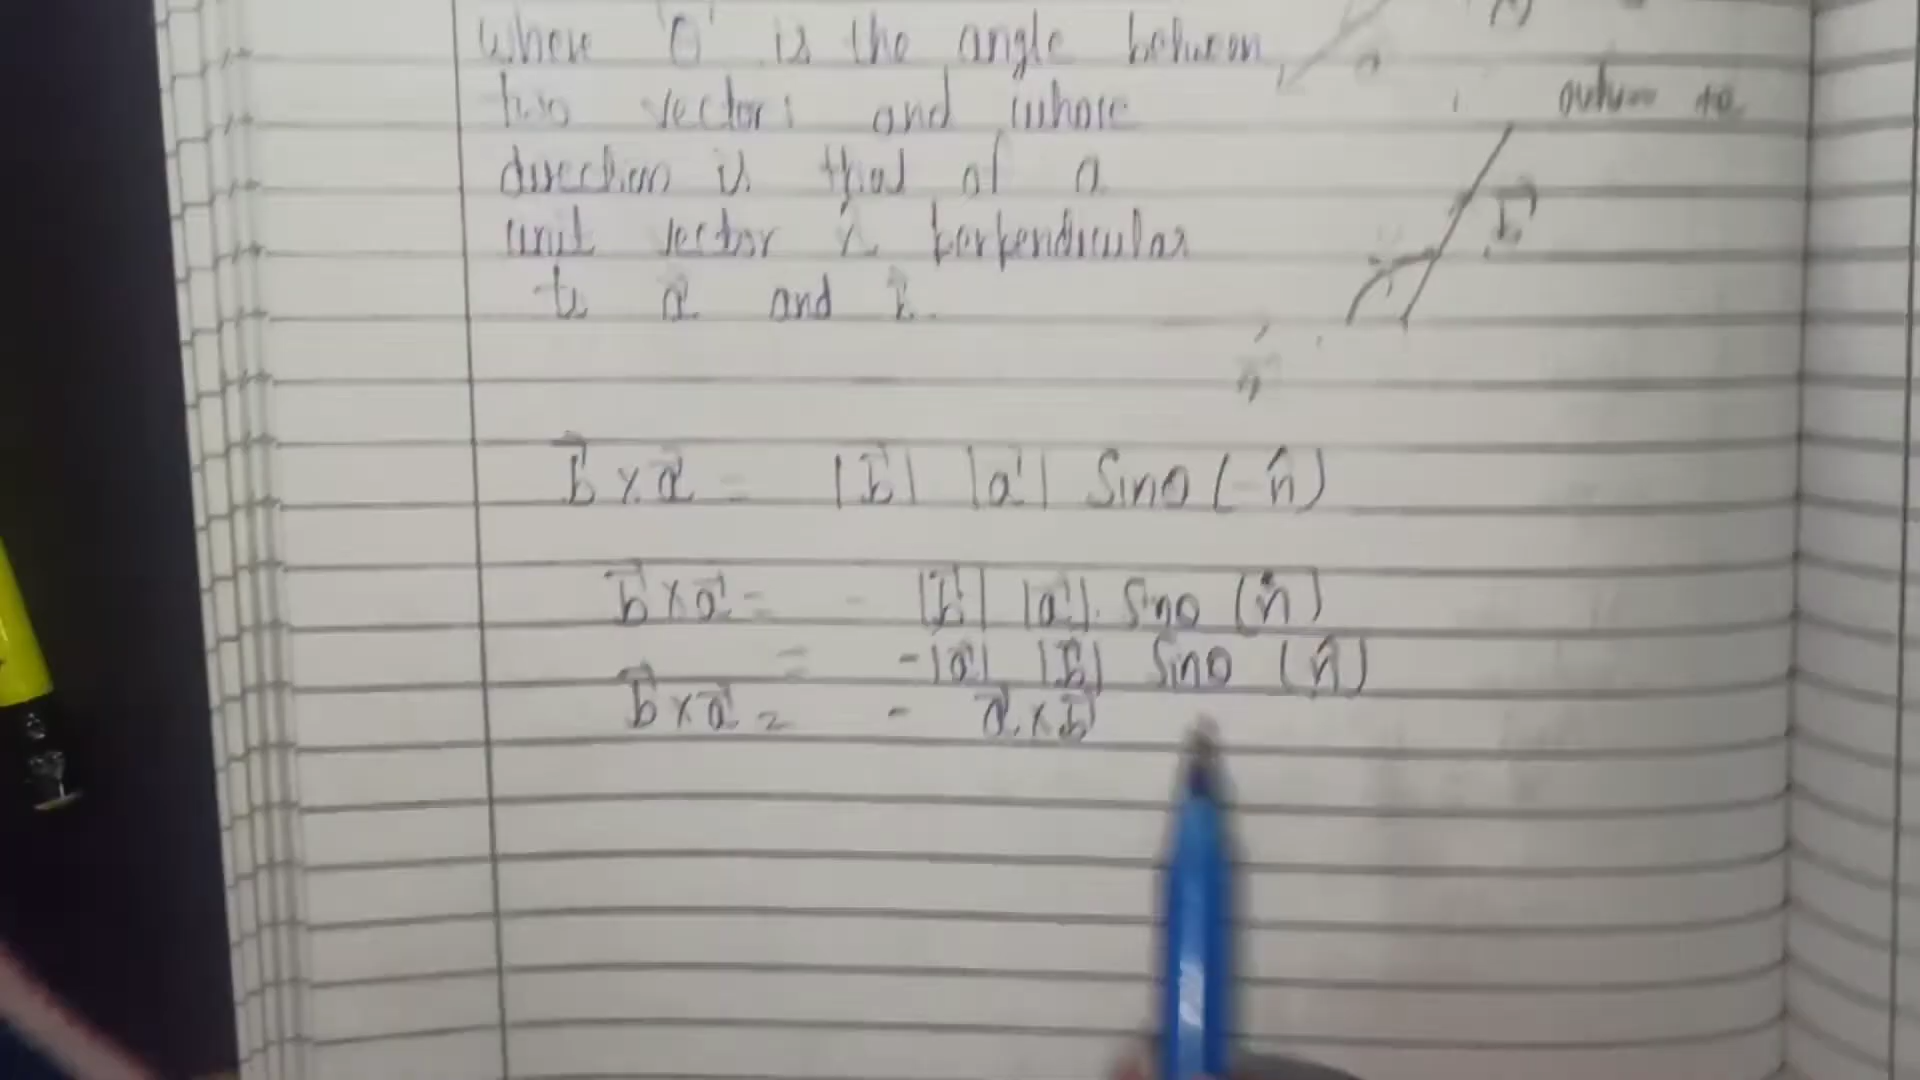 where 'θ' is the angle between
two vectors and whose
direction is that of a
unit vector n̂ perpendicular
to a⃗ and b⃗.
b⃗
n̂
b⃗ × a⃗ = |b⃗| |a⃗| Sinθ (-n̂)
b⃗ × a⃗ = - |b⃗| |a⃗|. Sinθ (n̂)
= -|a⃗| |b⃗| Sinθ (n̂)
b⃗ × a⃗ = - a⃗ × b⃗